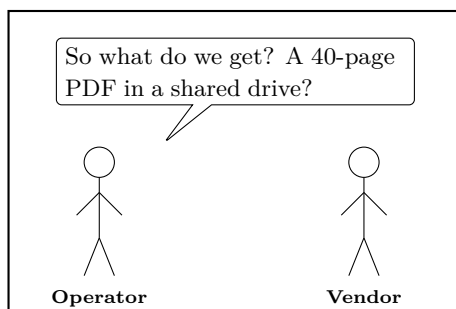 So what do we get? A 40-page
PDF in a shared drive?
Operator
Vendor